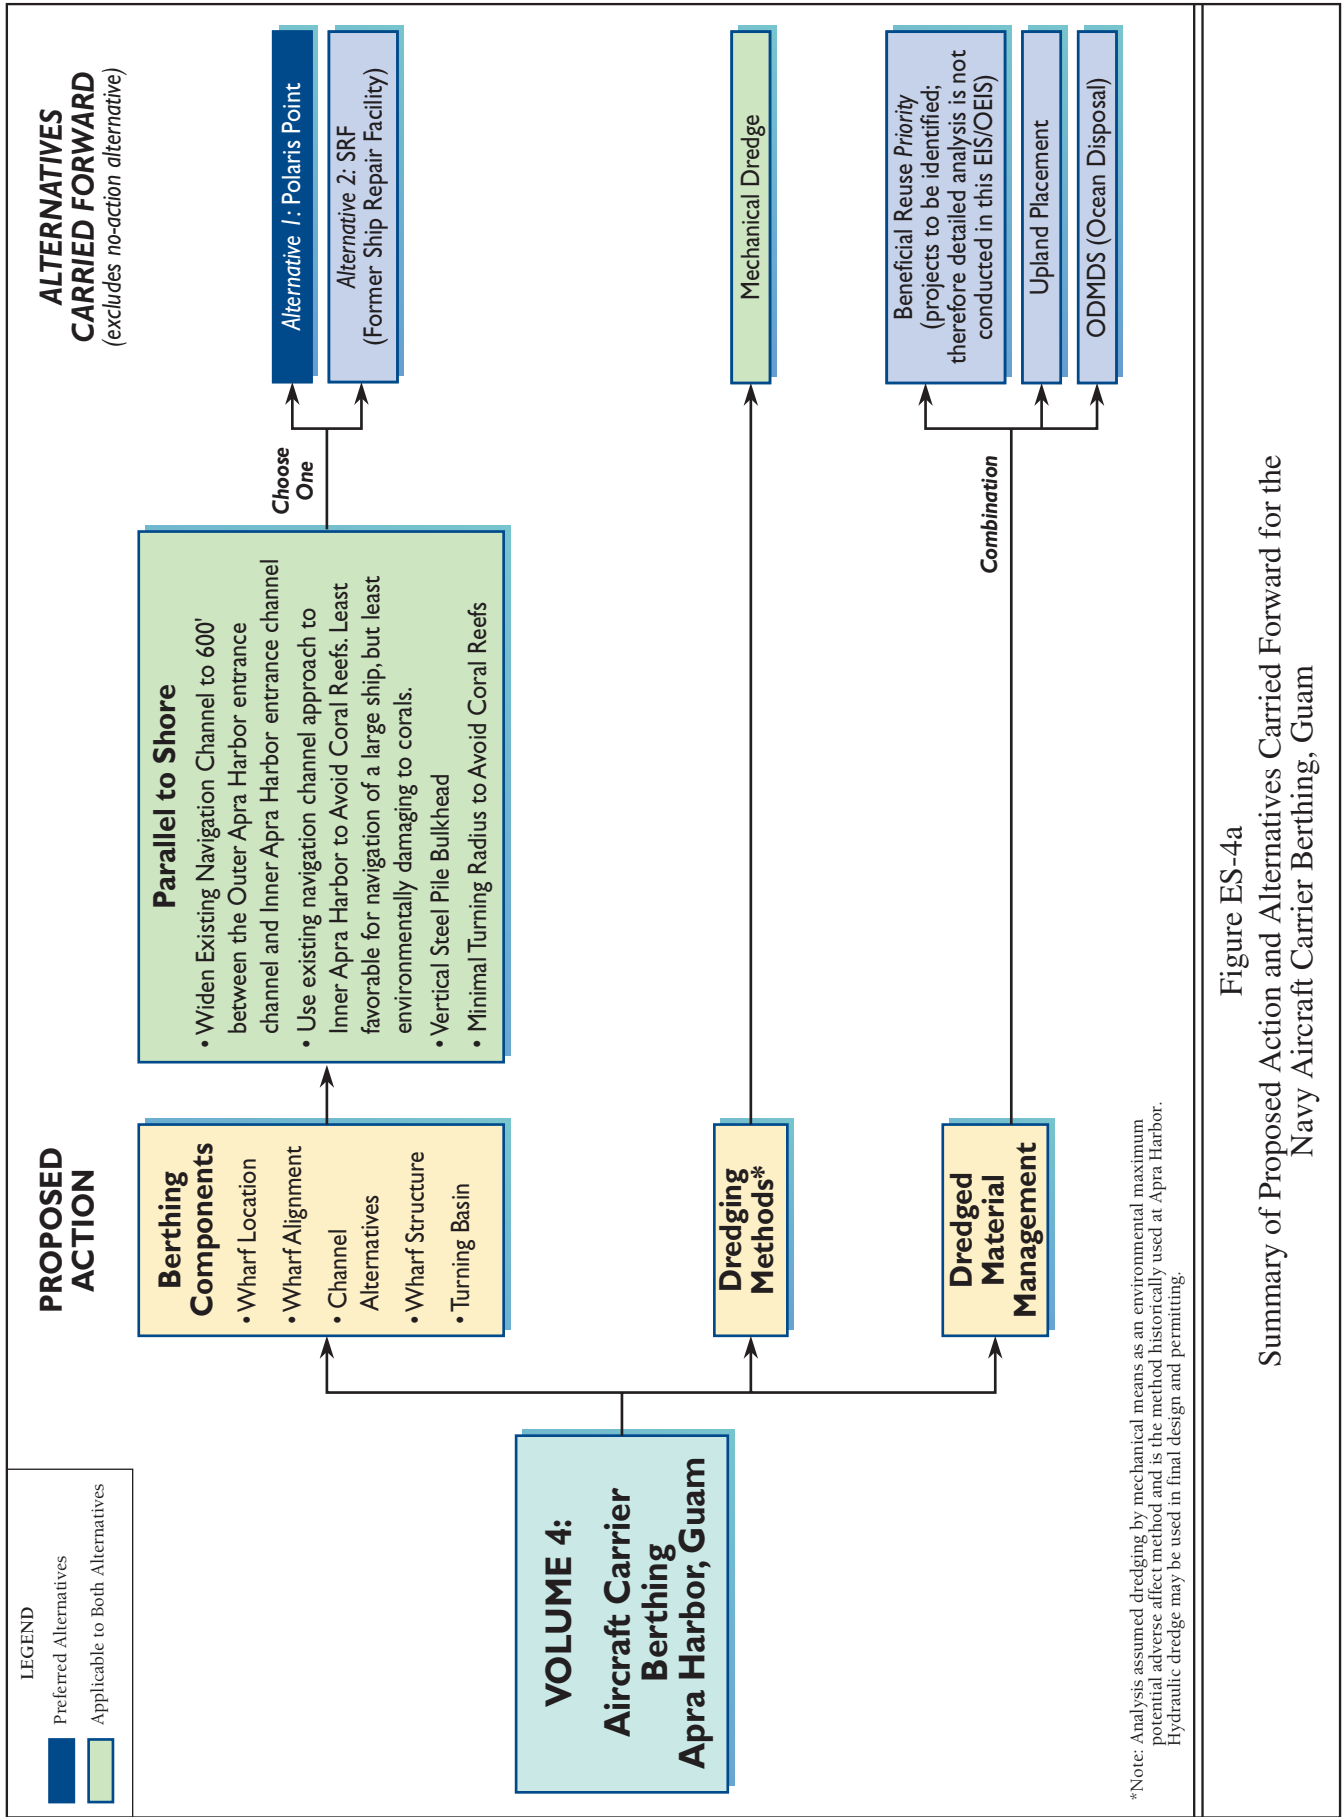 LEGEND
Preferred Alternatives
Applicable to Both Alternatives
PROPOSED
ACTION
ALTERNATIVES
CARRIED FORWARD
(excludes no-action alternative)
VOLUME 4:
Aircraft Carrier
Berthing
Apra Harbor, Guam
Berthing
Components
• Wharf Location
• Wharf Alignment
• Channel
Alternatives
• Wharf Structure
• Turning Basin
Parallel to Shore
• Widen Existing Navigation Channel to 600'
between the Outer Apra Harbor entrance
channel and Inner Apra Harbor entrance channel
• Use existing navigation channel approach to
Inner Apra Harbor to Avoid Coral Reefs. Least
favorable for navigation of a large ship, but least
environmentally damaging to corals.
• Vertical Steel Pile Bulkhead
• Minimal Turning Radius to Avoid Coral Reefs
Choose
One
Alternative 1: Polaris Point
Alternative 2: SRF
(Former Ship Repair Facility)
Dredging
Methods*
Mechanical Dredge
Dredged
Material
Management
Combination
Beneficial Reuse Priority
(projects to be identified;
therefore detailed analysis is not
conducted in this EIS/OEIS)
Upland Placement
ODMDS (Ocean Disposal)
*Note: Analysis assumed dredging by mechanical means as an environmental maximum
potential adverse affect method and is the method historically used at Apra Harbor.
Hydraulic dredge may be used in final design and permitting.
Figure ES-4a
Summary of Proposed Action and Alternatives Carried Forward for the
Navy Aircraft Carrier Berthing, Guam